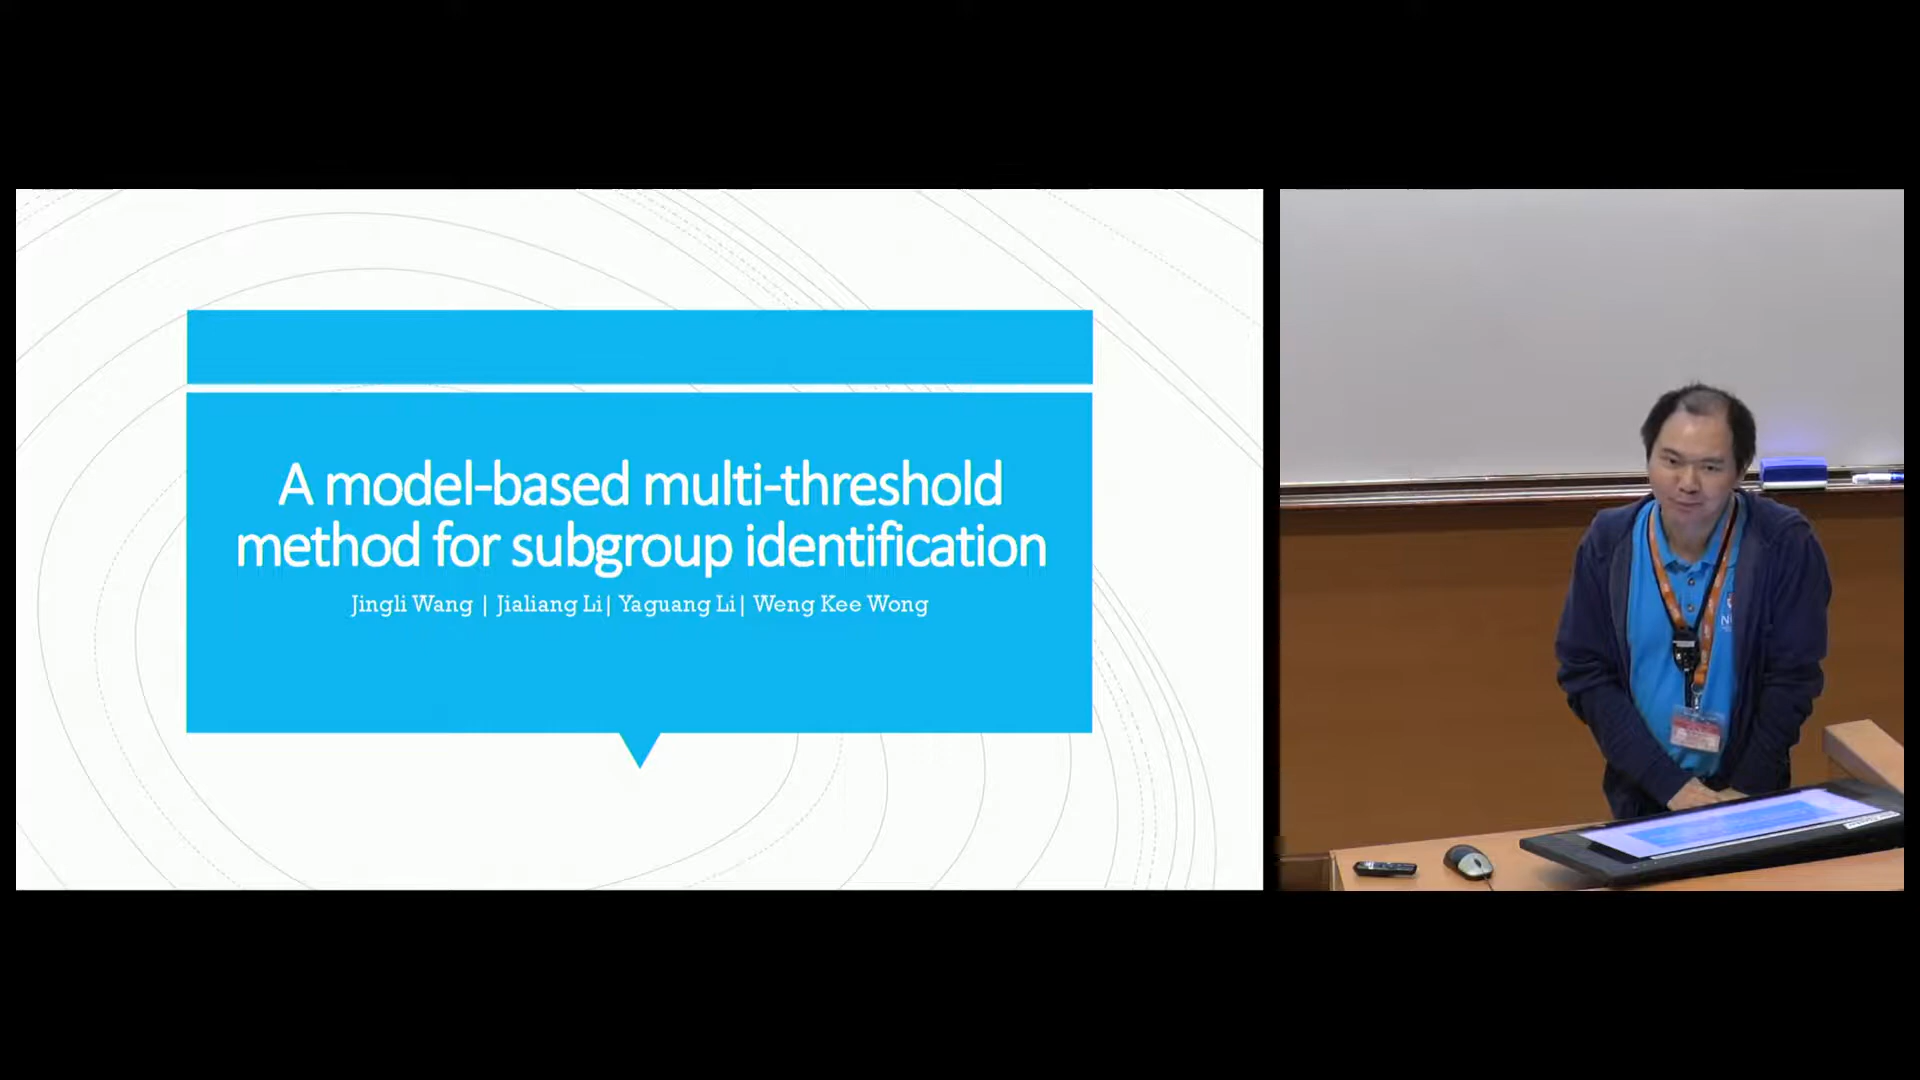 A model-based multi-threshold
method for subgroup identification
Jingli Wang | Jialiang Li| Yaguang Li| Weng Kee Wong